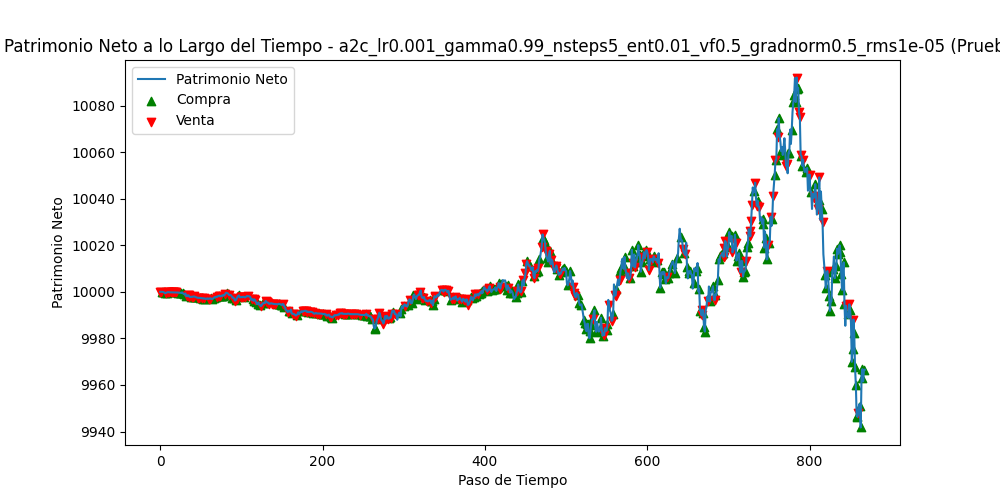 Patrimonio Neto a lo Largo del Tiempo - a2c_lr0.001_gamma0.99_nsteps5_ent0.01_vf0.5_gradnorm0.5_rms1e-05 (Prueb
Patrimonio Neto
Compra
Venta
10080
10060
10040
10020
10000
9980
9960
9940
Patrimonio Neto
0 200 400 600 800
Paso de Tiempo